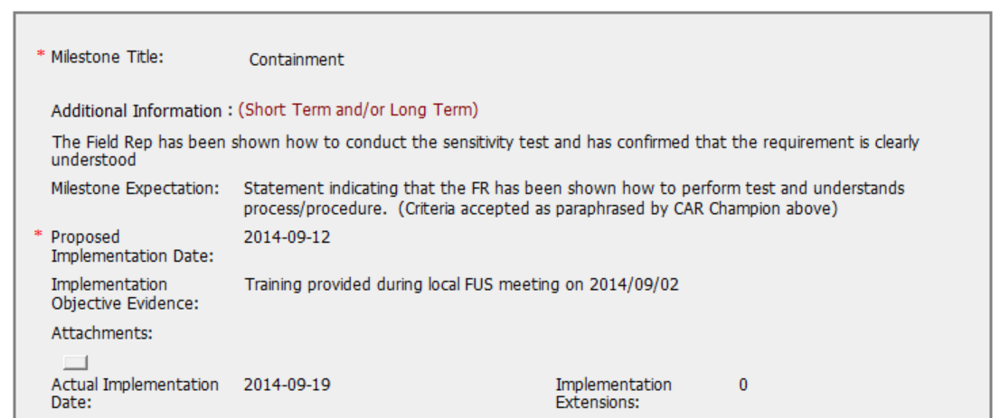 * Milestone Title: Containment
Additional Information : (Short Term and/or Long Term)
The Field Rep has been shown how to conduct the sensitivity test and has confirmed that the requirement is clearly
understood
Milestone Expectation: Statement indicating that the FR has been shown how to perform test and understands
process/procedure. (Criteria accepted as paraphrased by CAR Champion above)
* Proposed
Implementation Date: 2014-09-12
Implementation
Objective Evidence: Training provided during local FUS meeting on 2014/09/02
Attachments:
Actual Implementation
Date: 2014-09-19
Implementation
Extensions: 0